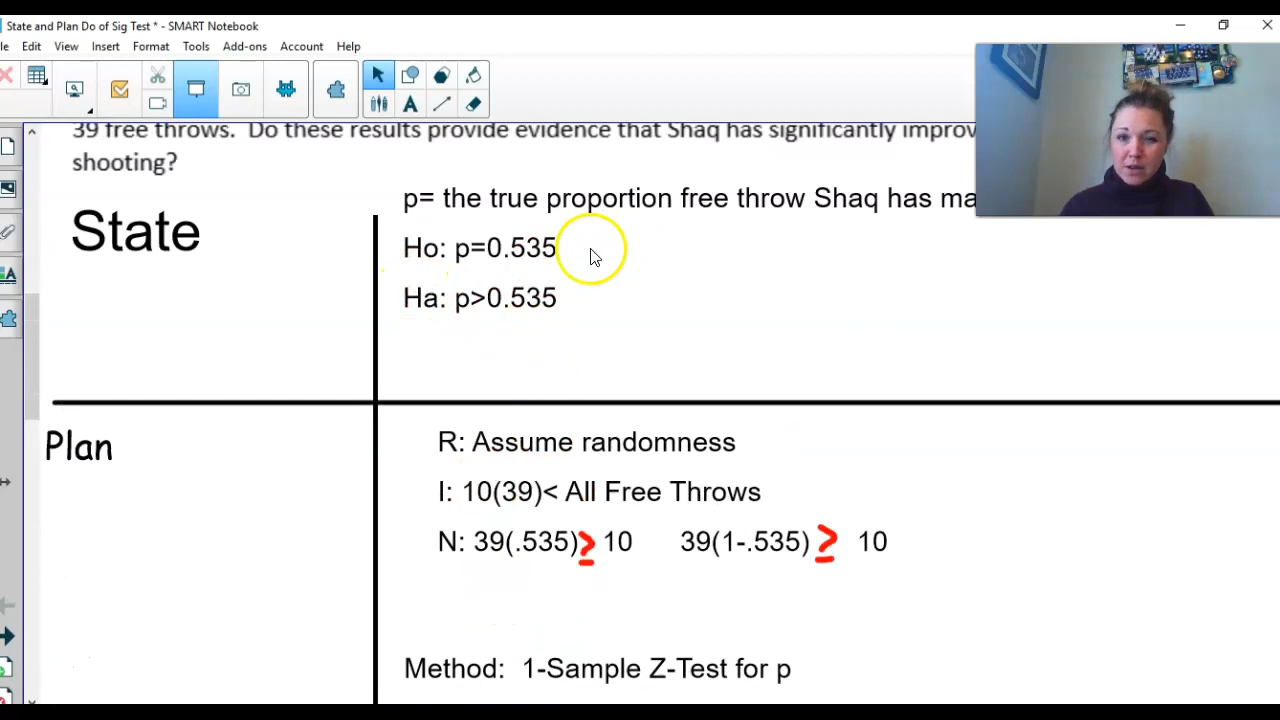 State and Plan Do of Sig Test * - SMART Notebook
Edit View Insert Format Tools Add-ons Account Help
39 free throws. Do these results provide evidence that Shaq has significantly improv
shooting?
State
p= the true proportion free throw Shaq has ma
Ho: p=0.535
Ha: p>0.535
Plan
R: Assume randomness
I: 10(39)< All Free Throws
N: 39(.535)≥ 10 39(1-.535) ≥ 10
Method: 1-Sample Z-Test for p